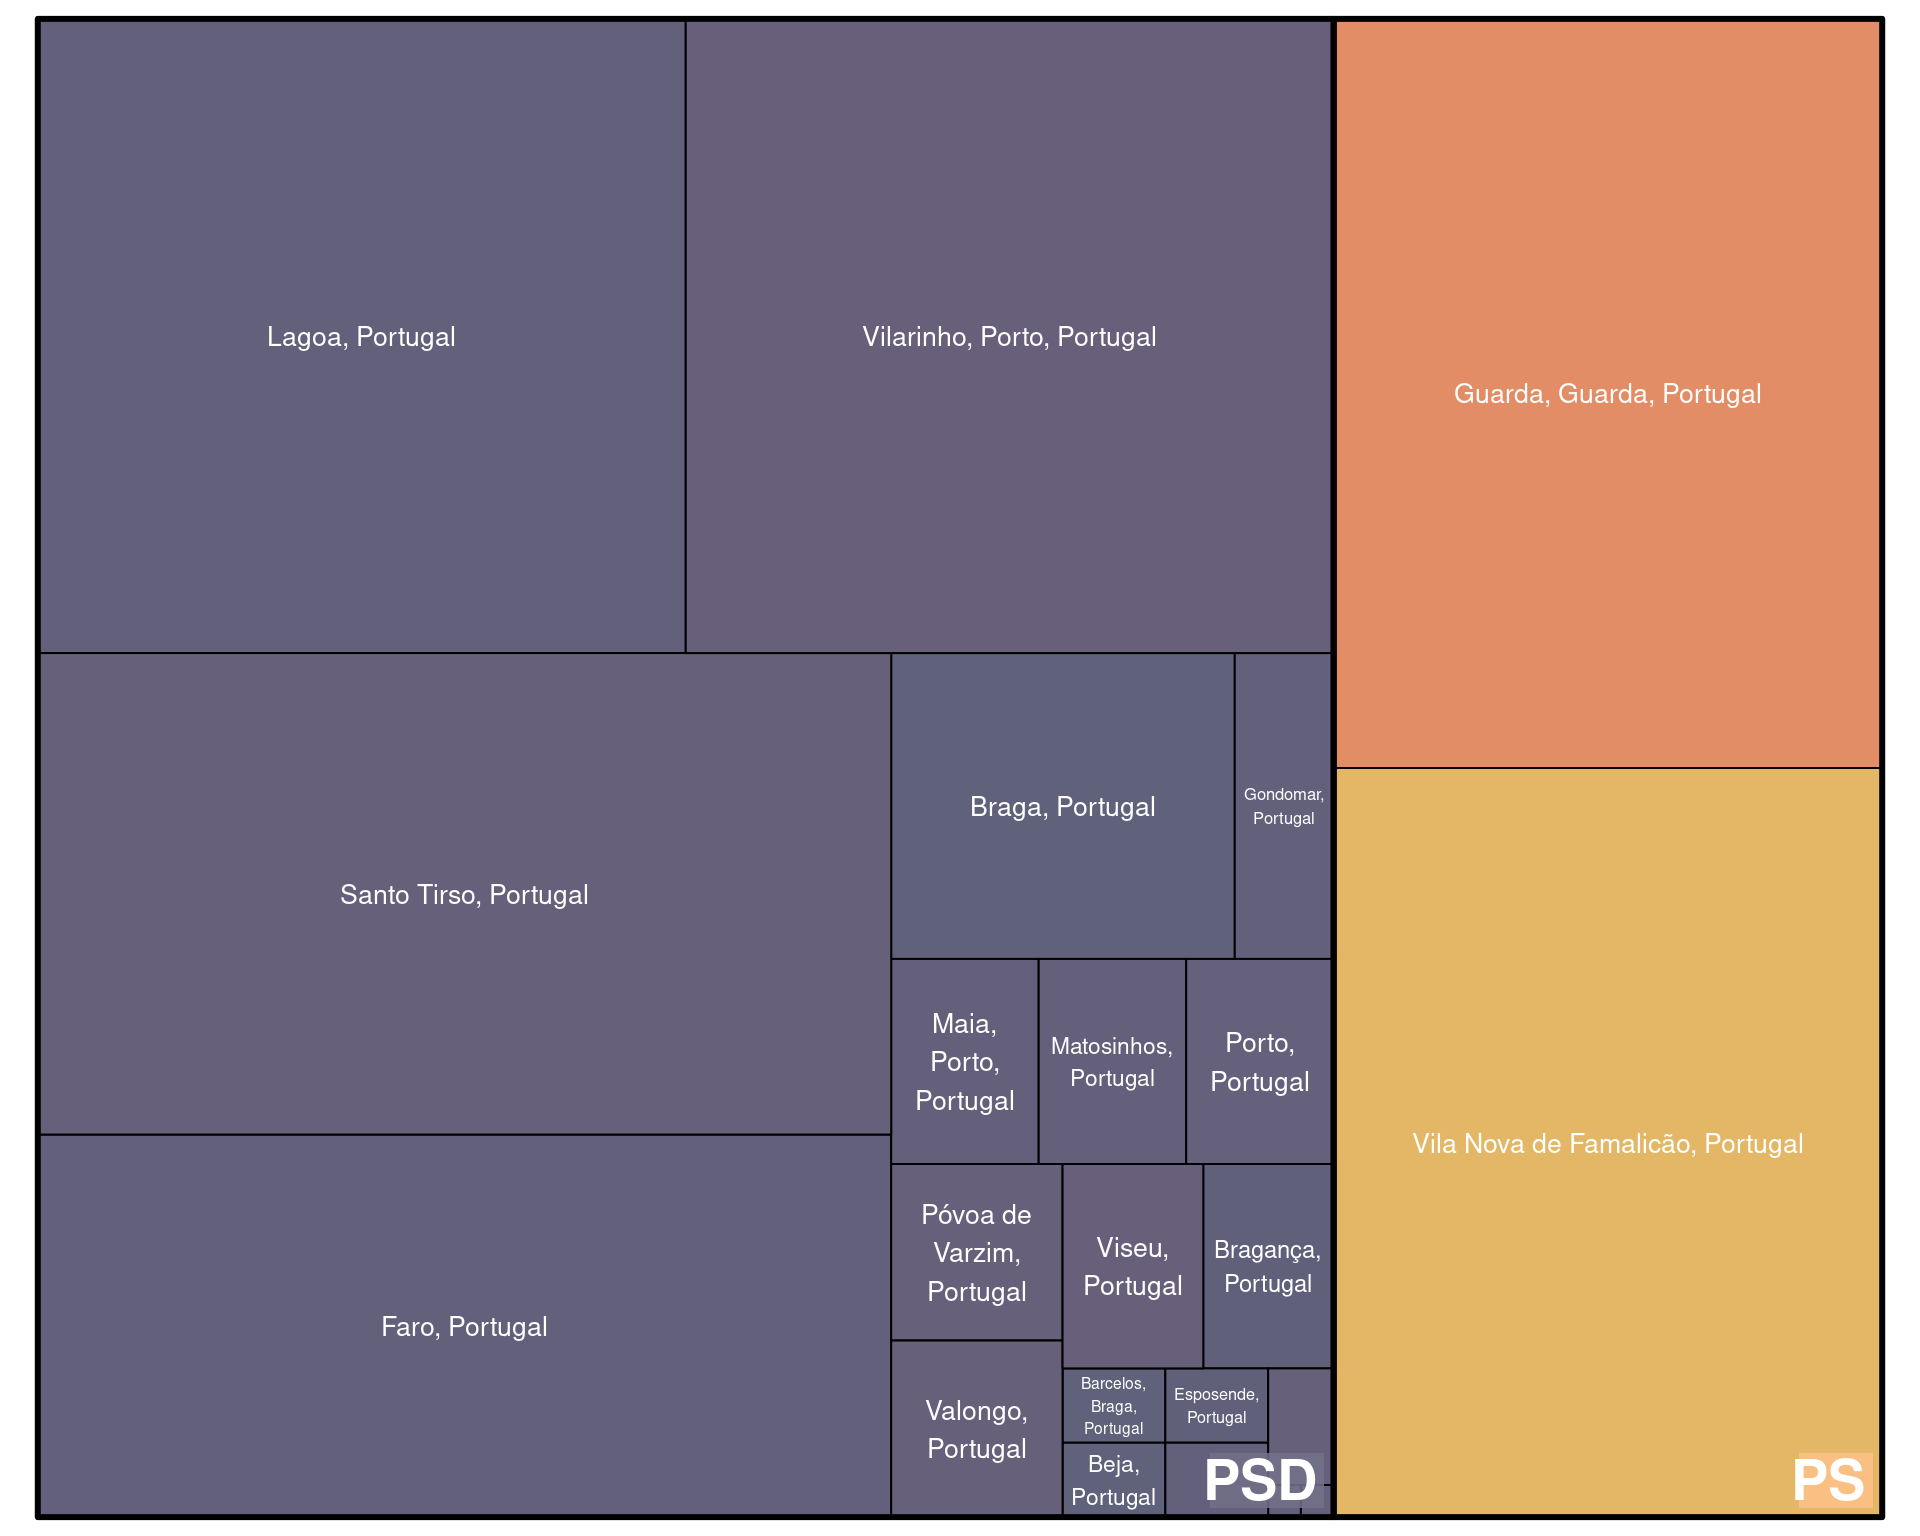 Lagoa, Portugal
Vilarinho, Porto, Portugal
Guarda, Guarda, Portugal
Santo Tirso, Portugal
Braga, Portugal
Gondomar,
Portugal
Maia,
Porto,
Portugal
Matosinhos,
Portugal
Porto,
Portugal
Vila Nova de Famalicão, Portugal
Faro, Portugal
Póvoa de
Varzim,
Portugal
Viseu,
Portugal
Bragança,
Portugal
Valongo,
Portugal
Barcelos,
Braga,
Portugal
Esposende,
Portugal
Beja,
Portugal
PSD
PS